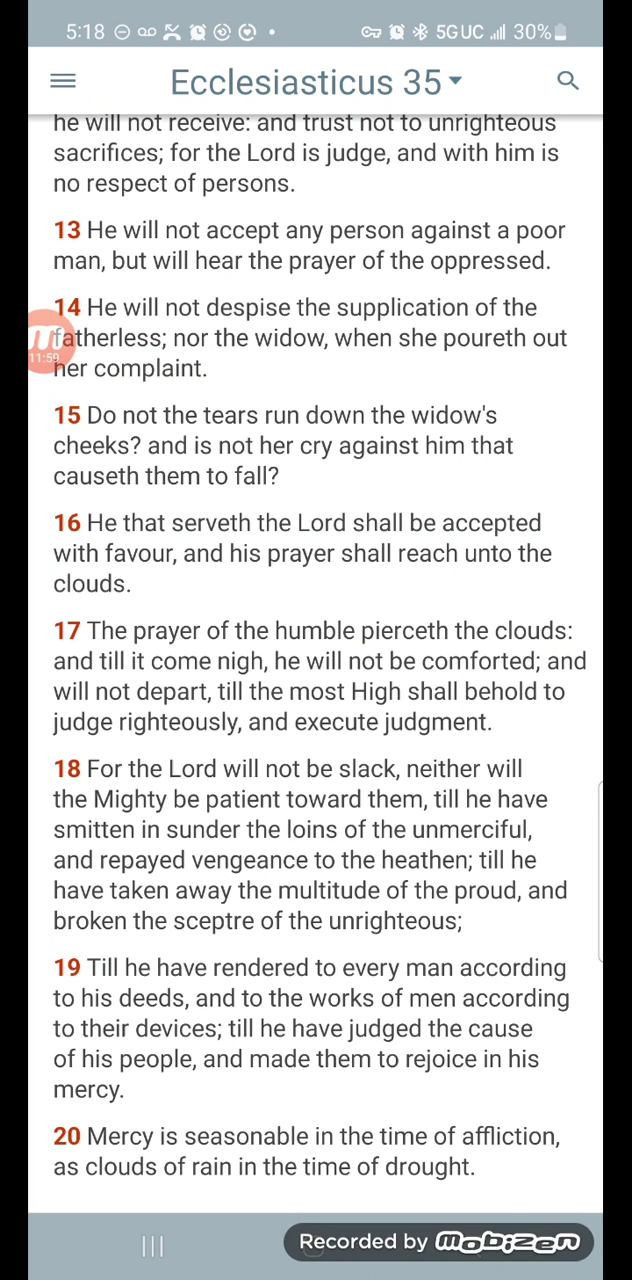 5:18 5G UC 30%
Ecclesiasticus 35
he will not receive: and trust not to unrighteous
sacrifices; for the Lord is judge, and with him is
no respect of persons.
13 He will not accept any person against a poor
man, but will hear the prayer of the oppressed.
14 He will not despise the supplication of the
fatherless; nor the widow, when she poureth out
her complaint.
m
11:59
15 Do not the tears run down the widow's
cheeks? and is not her cry against him that
causeth them to fall?
16 He that serveth the Lord shall be accepted
with favour, and his prayer shall reach unto the
clouds.
17 The prayer of the humble pierceth the clouds:
and till it come nigh, he will not be comforted; and
will not depart, till the most High shall behold to
judge righteously, and execute judgment.
18 For the Lord will not be slack, neither will
the Mighty be patient toward them, till he have
smitten in sunder the loins of the unmerciful,
and repayed vengeance to the heathen; till he
have taken away the multitude of the proud, and
broken the sceptre of the unrighteous;
19 Till he have rendered to every man according
to his deeds, and to the works of men according
to their devices; till he have judged the cause
of his people, and made them to rejoice in his
mercy.
20 Mercy is seasonable in the time of affliction,
as clouds of rain in the time of drought.
Recorded by mobizen